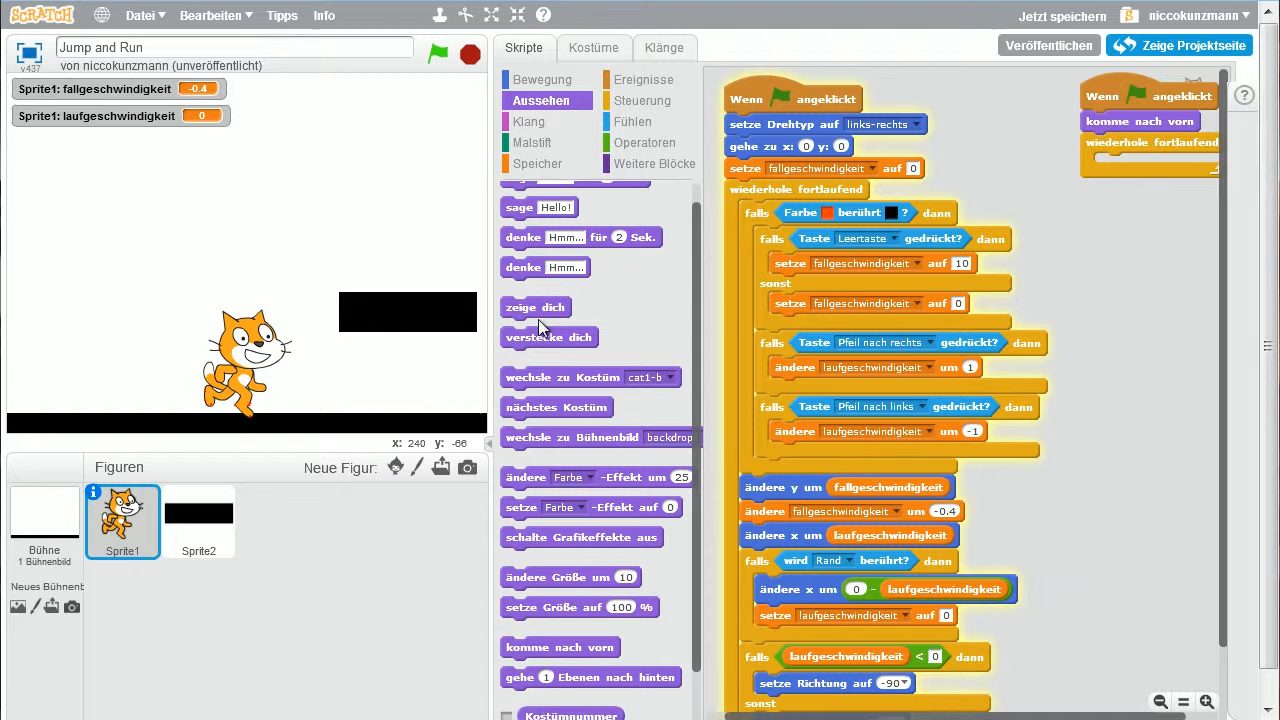 SCRATCH Datei Bearbeiten Tipps Info Jetzt speichern niccokunzmann
Jump and Run
von niccokunzmann (unveröffentlicht)
v437
Skripte Kostüme Klänge Veröffentlichen Zeige Projektseite
Sprite1: fallgeschwindigkeit -0.4
Sprite1: laufgeschwindigkeit 0
x: 240 y: -66
Figuren Neue Figur:
Bühne
1 Bühnenbild
Sprite1
Sprite2
Neues Bühnenb
Bewegung Ereignisse
Aussehen Steuerung
Klang Fühlen
Malstift Operatoren
Speicher Weitere Blöcke
sage Hello!
denke Hmm... für 2 Sek.
denke Hmm...
zeige dich
verstecke dich
wechsle zu Kostüm cat1-b
nächstes Kostüm
wechsle zu Bühnenbild backdrop
ändere Farbe -Effekt um 25
setze Farbe -Effekt auf 0
schalte Grafikeffekte aus
ändere Größe um 10
setze Größe auf 100 %
komme nach vorn
gehe 1 Ebenen nach hinten
Kostümnummer
Wenn angeklickt
setze Drehtyp auf links-rechts
gehe zu x: 0 y: 0
setze fallgeschwindigkeit auf 0
wiederhole fortlaufend
falls Farbe berührt ? dann
falls Taste Leertaste gedrückt? dann
setze fallgeschwindigkeit auf 10
sonst
setze fallgeschwindigkeit auf 0
falls Taste Pfeil nach rechts gedrückt? dann
ändere laufgeschwindigkeit um 1
falls Taste Pfeil nach links gedrückt? dann
ändere laufgeschwindigkeit um -1
ändere y um fallgeschwindigkeit
ändere fallgeschwindigkeit um -0.4
ändere x um laufgeschwindigkeit
falls wird Rand berührt? dann
ändere x um 0 - laufgeschwindigkeit
setze laufgeschwindigkeit auf 0
falls laufgeschwindigkeit < 0 dann
setze Richtung auf -90
sonst
Wenn angeklickt
komme nach vorn
wiederhole fortlaufend